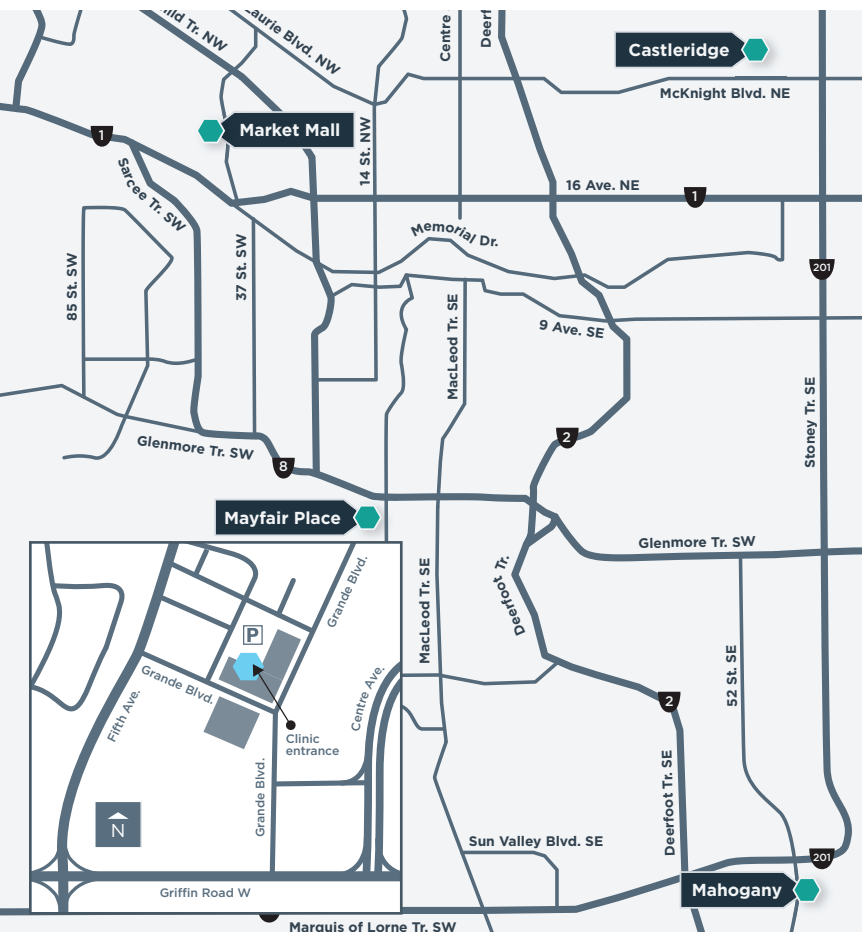 ild Tr. NW
Laurie Blvd. NW
Centre
Deerf
Castleridge
McKnight Blvd. NE
1
Market Mall
14 St. NW
Sarcee Tr. SW
16 Ave. NE
1
Memorial Dr.
85 St. SW
37 St. SW
201
MacLeod Tr. SE
9 Ave. SE
Stoney Tr. SE
2
Glenmore Tr. SW
8
Mayfair Place
Glenmore Tr. SW
MacLeod Tr. SE
Deerfoot Tr.
52 St. SE
2
Deerfoot Tr. SE
Sun Valley Blvd. SE
201
Mahogany
Marquis of Lorne Tr. SW
Grande Blvd.
P
Grande Blvd.
Fifth Ave.
Centre Ave.
Clinic
entrance
Grande Blvd.
N
Griffin Road W